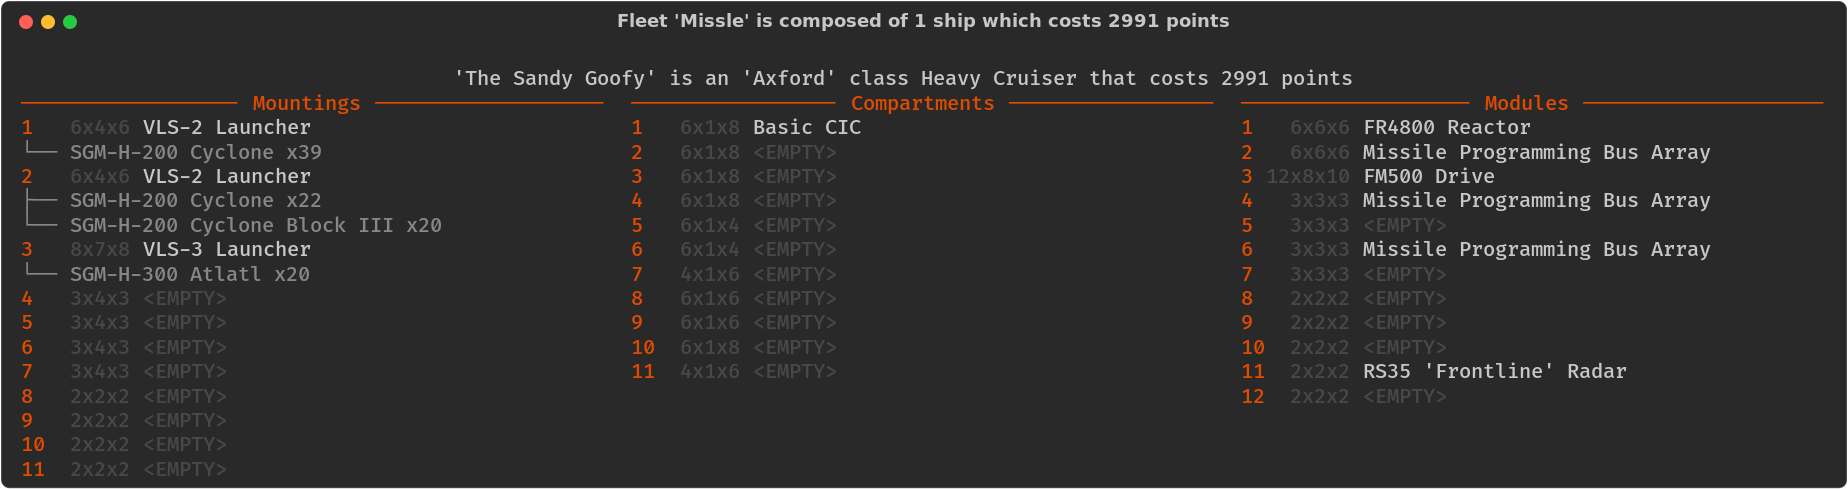 Fleet 'Missle' is composed of 1 ship which costs 2991 points
'The Sandy Goofy' is an 'Axford' class Heavy Cruiser that costs 2991 points
Mountings
1 6x4x6 VLS-2 Launcher
SGM-H-200 Cyclone x39
2 6x4x6 VLS-2 Launcher
SGM-H-200 Cyclone x22
SGM-H-200 Cyclone Block III x20
3 8x7x8 VLS-3 Launcher
SGM-H-300 Atlatl x20
4 3x4x3 <EMPTY>
5 3x4x3 <EMPTY>
6 3x4x3 <EMPTY>
7 3x4x3 <EMPTY>
8 2x2x2 <EMPTY>
9 2x2x2 <EMPTY>
10 2x2x2 <EMPTY>
11 2x2x2 <EMPTY>
Compartments
1 6x1x8 Basic CIC
2 6x1x8 <EMPTY>
3 6x1x8 <EMPTY>
4 6x1x8 <EMPTY>
5 6x1x4 <EMPTY>
6 6x1x4 <EMPTY>
7 4x1x6 <EMPTY>
8 6x1x6 <EMPTY>
9 6x1x6 <EMPTY>
10 6x1x8 <EMPTY>
11 4x1x6 <EMPTY>
Modules
1 6x6x6 FR4800 Reactor
2 6x6x6 Missile Programming Bus Array
3 12x8x10 FM500 Drive
4 3x3x3 Missile Programming Bus Array
5 3x3x3 <EMPTY>
6 3x3x3 Missile Programming Bus Array
7 3x3x3 <EMPTY>
8 2x2x2 <EMPTY>
9 2x2x2 <EMPTY>
10 2x2x2 <EMPTY>
11 2x2x2 RS35 'Frontline' Radar
12 2x2x2 <EMPTY>